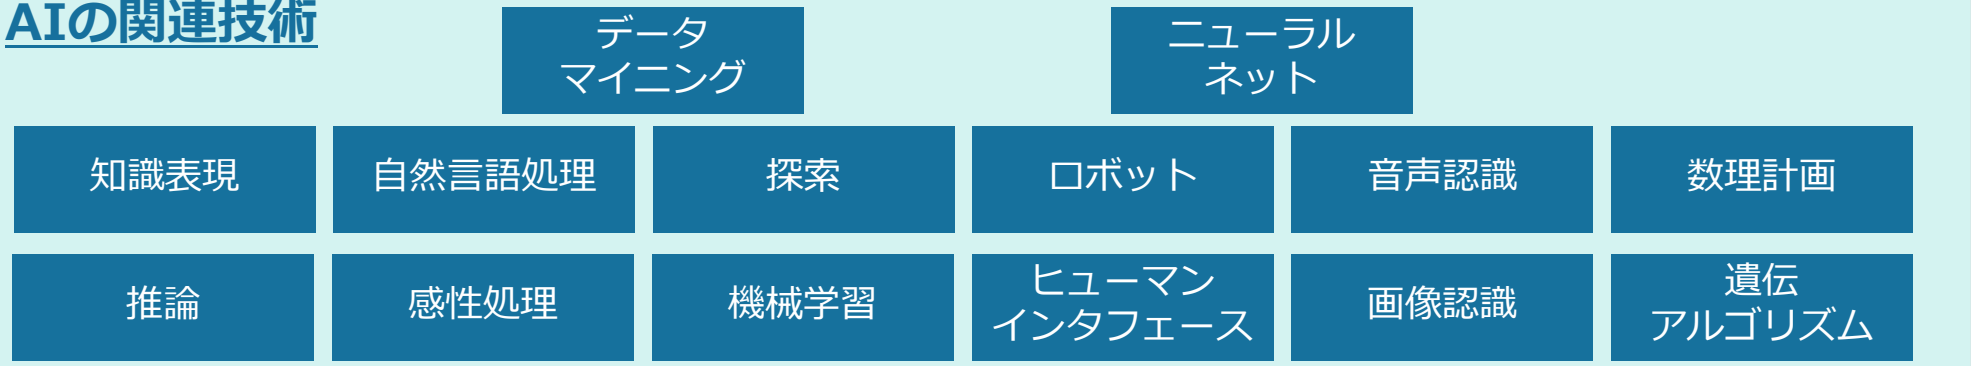 AIの関連技術
データ
マイニング
ニューラル
ネット
知識表現
自然言語処理
探索
ロボット
音声認識
数理計画
推論
感性処理
機械学習
ヒューマン
インタフェース
画像認識
遺伝
アルゴリズム